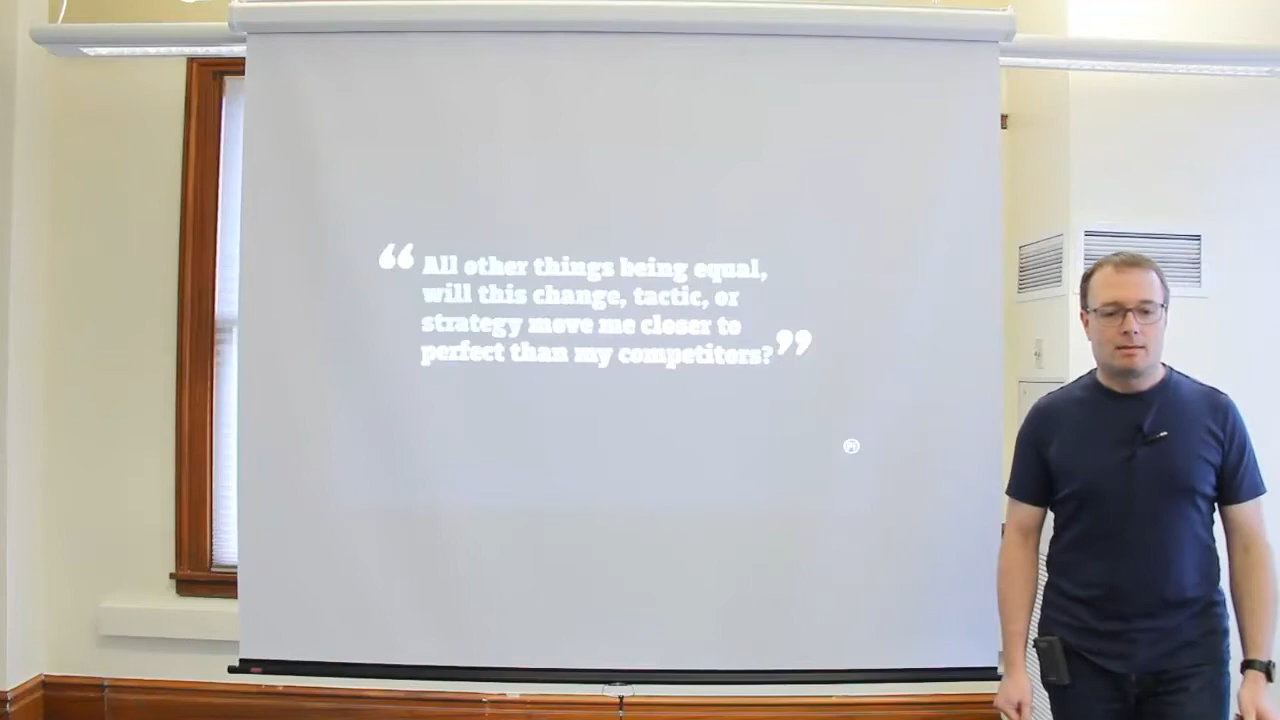 “ All other things being equal,
will this change, tactic, or
strategy move me closer to
perfect than my competitors? ”